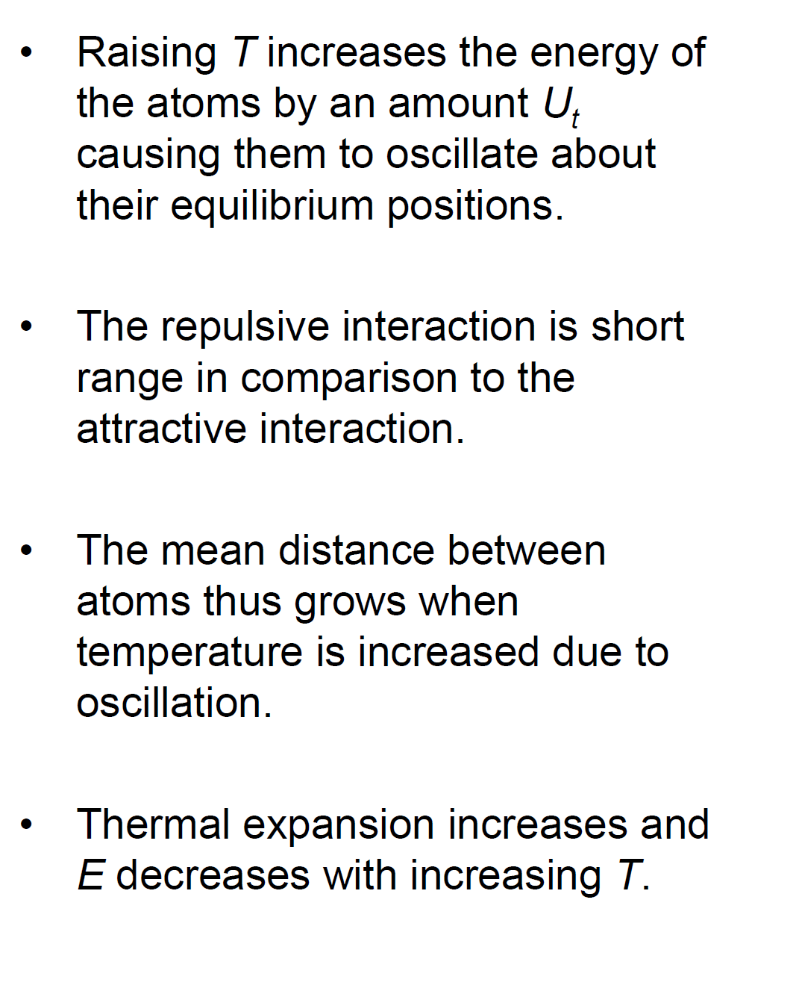 • Raising T increases the energy of
the atoms by an amount Uₜ
causing them to oscillate about
their equilibrium positions.
• The repulsive interaction is short
range in comparison to the
attractive interaction.
• The mean distance between
atoms thus grows when
temperature is increased due to
oscillation.
• Thermal expansion increases and
E decreases with increasing T.